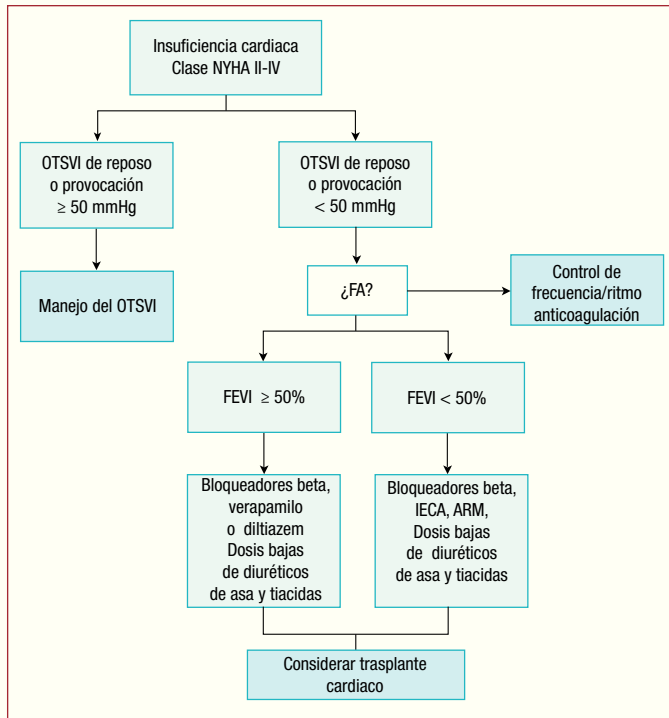 Insuficiencia cardiaca
Clase NYHA II-IV
OTSVI de reposo
o provocación
≥ 50 mmHg
OTSVI de reposo
o provocación
< 50 mmHg
Manejo del OTSVI
¿FA?
Control de
frecuencia/ritmo
anticoagulación
FEVI ≥ 50%
FEVI < 50%
Bloqueadores beta,
verapamilo
o diltiazem
Dosis bajas
de diuréticos
de asa y tiacidas
Bloqueadores beta,
IECA, ARM,
Dosis bajas
de diuréticos
de asa y tiacidas
Considerar trasplante
cardiaco